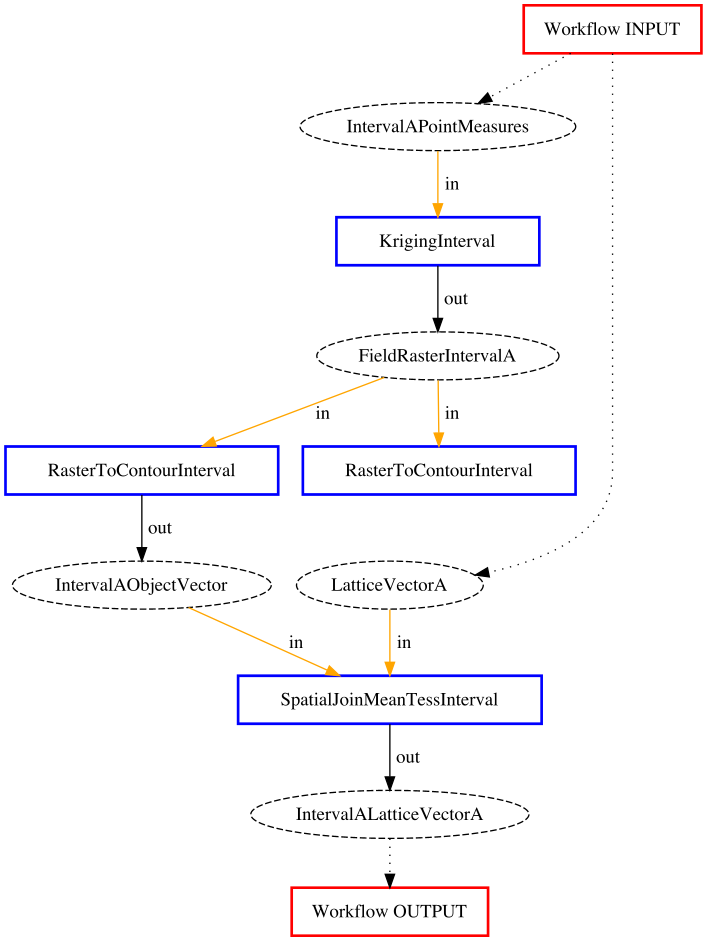 Workflow INPUT
IntervalAPointMeasures
in
KrigingInterval
out
FieldRasterIntervalA
in
in
RasterToContourInterval
RasterToContourInterval
out
IntervalAObjectVector
LatticeVectorA
in
in
SpatialJoinMeanTessInterval
out
IntervalALatticeVectorA
Workflow OUTPUT